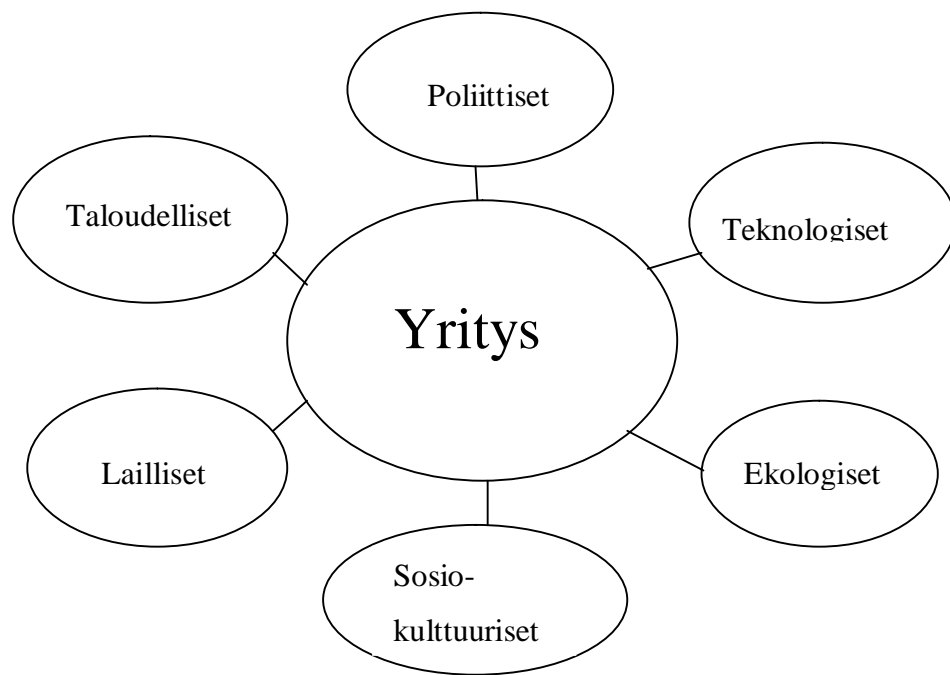 Poliittiset
Taloudelliset
Teknologiset
Yritys
Lailliset
Ekologiset
Sosio-
kulttuuriset